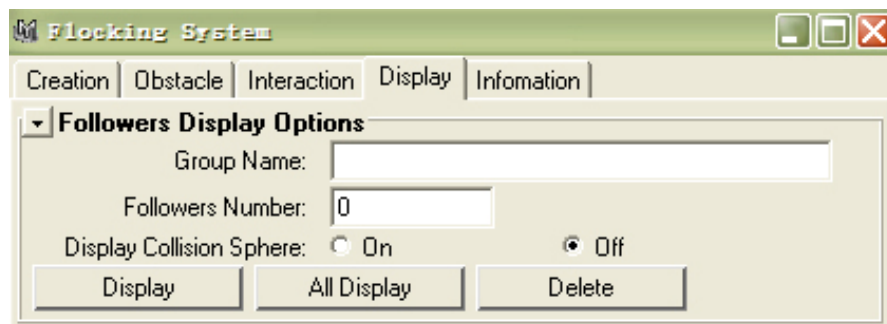 Flocking System
Creation Obstacle Interaction Display Infomation
Followers Display Options
Group Name:
Followers Number: 0
Display Collision Sphere: On Off
Display All Display Delete